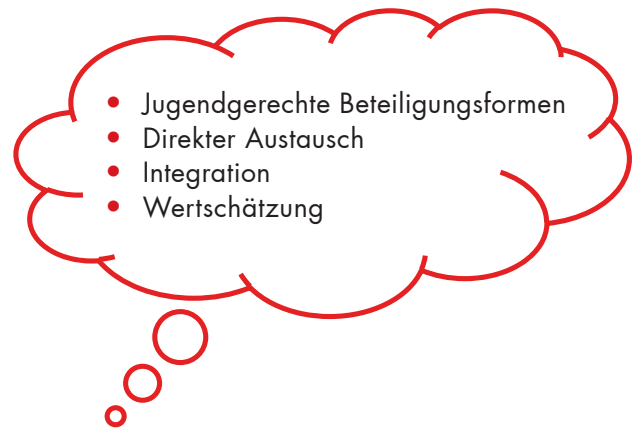 • Jugendgerechte Beteiligungsformen
• Direkter Austausch
• Integration
• Wertschätzung